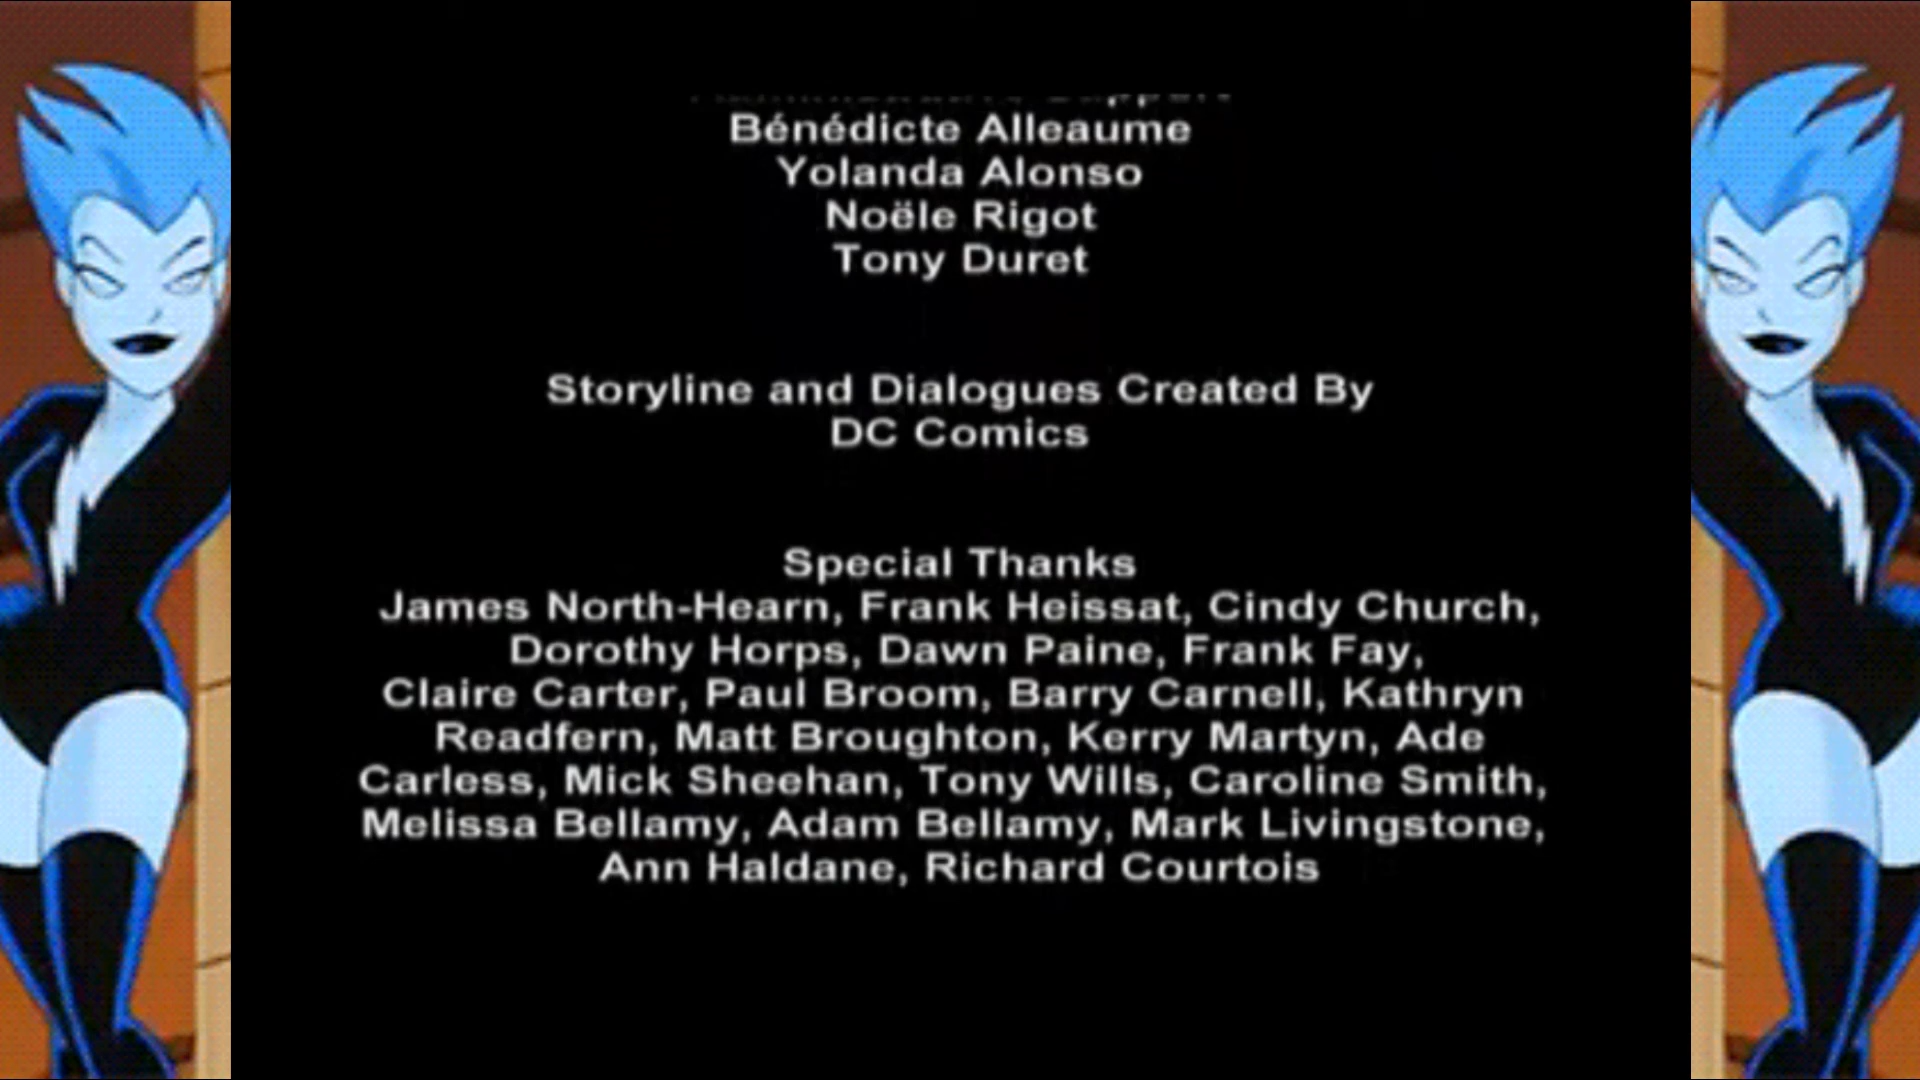 Bénédicte Alleaume
Yolanda Alonso
Noële Rigot
Tony Duret
Storyline and Dialogues Created By
DC Comics
Special Thanks
James North-Hearn, Frank Heissat, Cindy Church,
Dorothy Horps, Dawn Paine, Frank Fay,
Claire Carter, Paul Broom, Barry Carnell, Kathryn
Readfern, Matt Broughton, Kerry Martyn, Ade
Carless, Mick Sheehan, Tony Wills, Caroline Smith,
Melissa Bellamy, Adam Bellamy, Mark Livingstone,
Ann Haldane, Richard Courtois